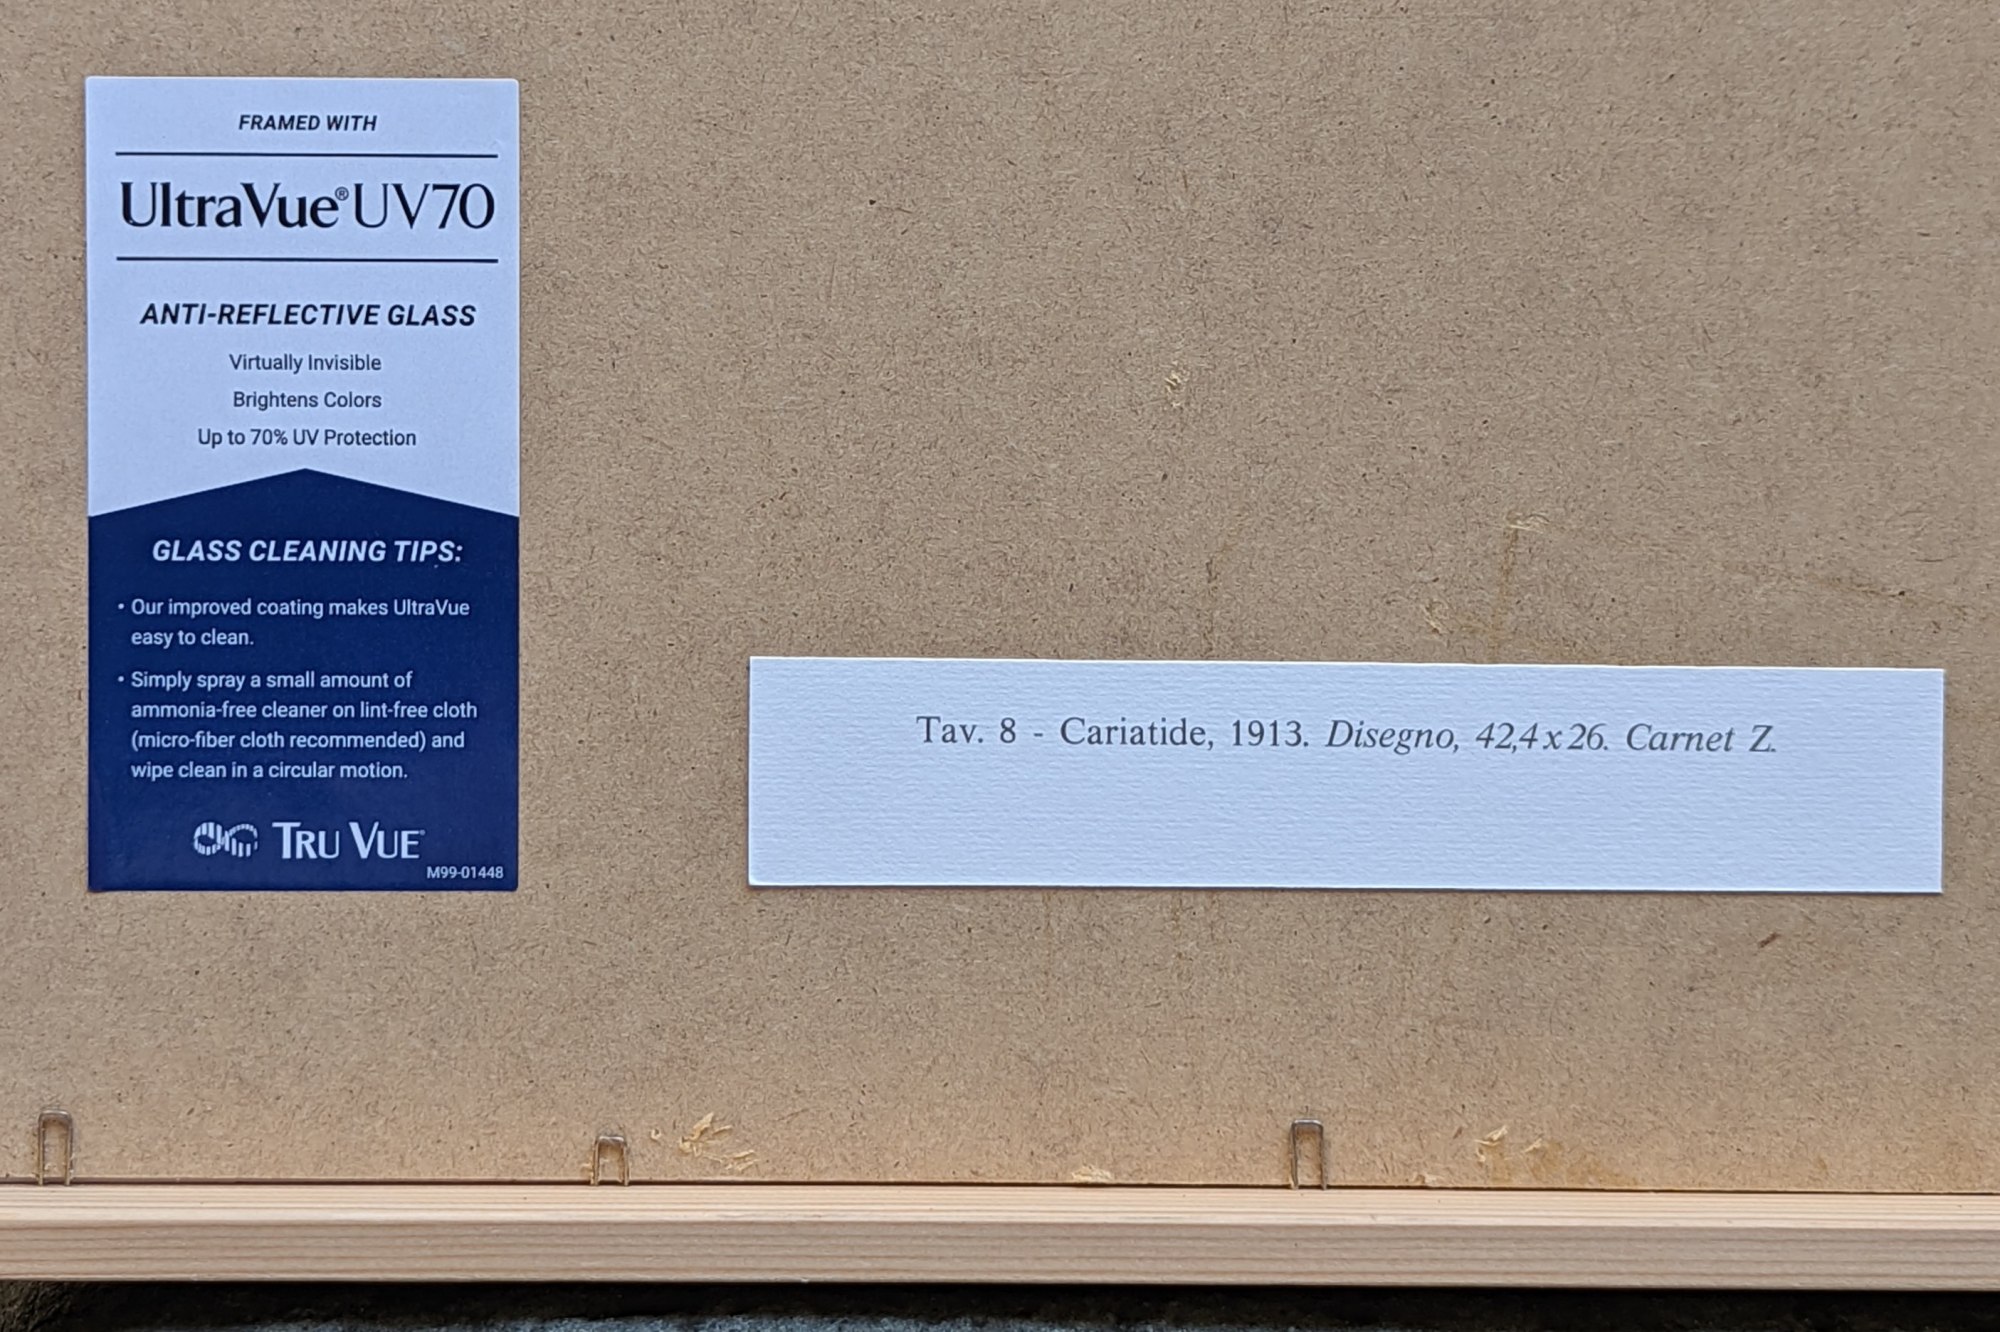 FRAMED WITH
UltraVue® UV70
ANTI-REFLECTIVE GLASS
Virtually Invisible
Brightens Colors
Up to 70% UV Protection
GLASS CLEANING TIPS:
• Our improved coating makes UltraVue
easy to clean.
• Simply spray a small amount of
ammonia-free cleaner on lint-free cloth
(micro-fiber cloth recommended) and
wipe clean in a circular motion.
TRU VUE®
M99-01448
Tav. 8 - Cariatide, 1913. Disegno, 42,4 x 26. Carnet Z.